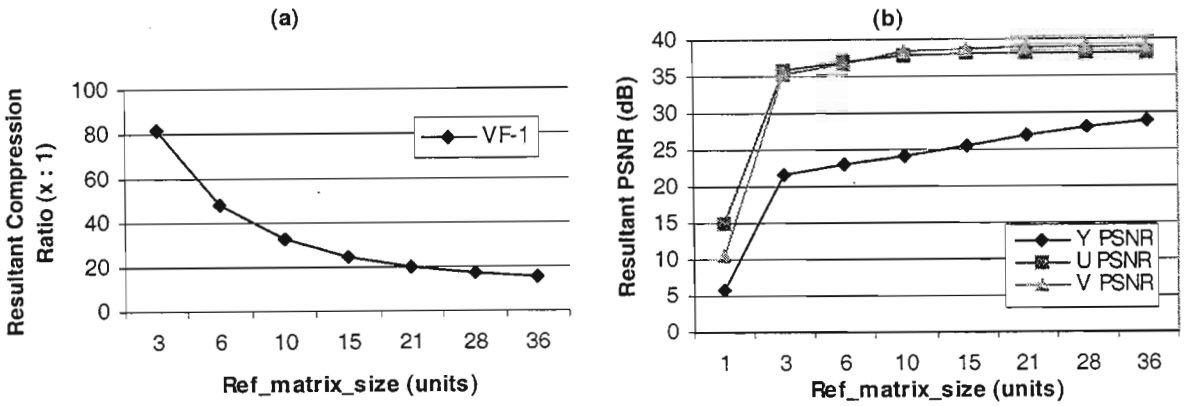 (a)
Resultant Compression
Ratio (x : 1)
100
80
60
40
20
0
VF-1
3 6 10 15 21 28 36
Ref_matrix_size (units)
(b)
Resultant PSNR (dB)
40
35
30
25
20
15
10
5
0
Y PSNR
U PSNR
V PSNR
1 3 6 10 15 21 28 36
Ref_matrix_size (units)